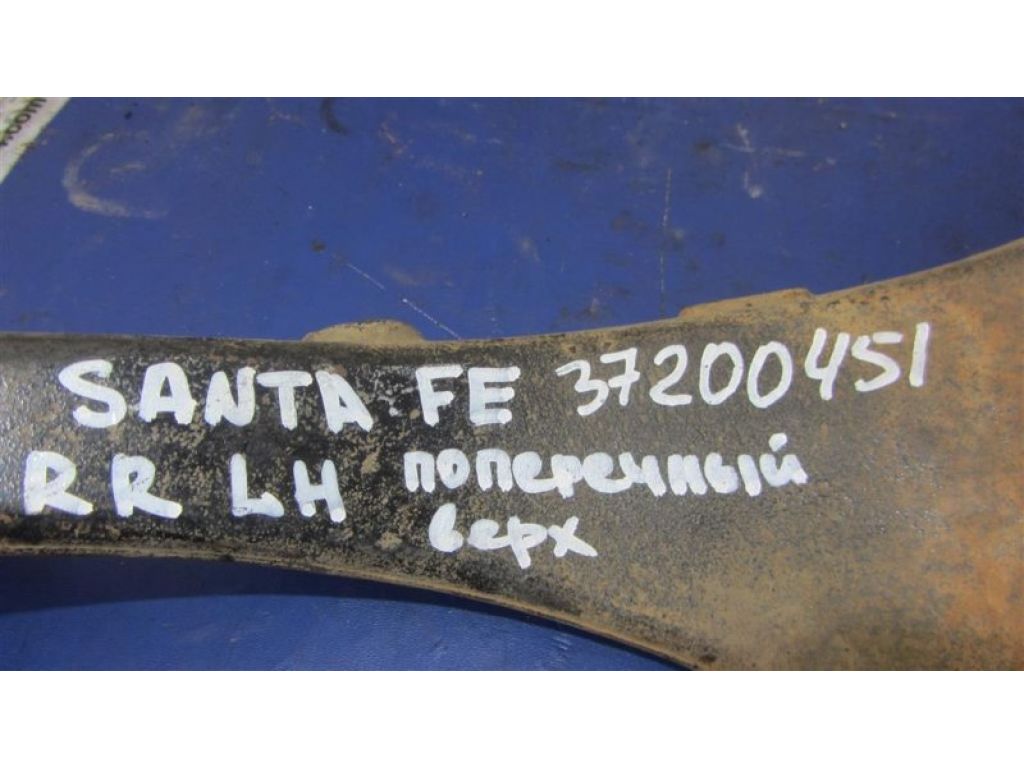 SANTA FE 37200451
RR LH поперечный
верх